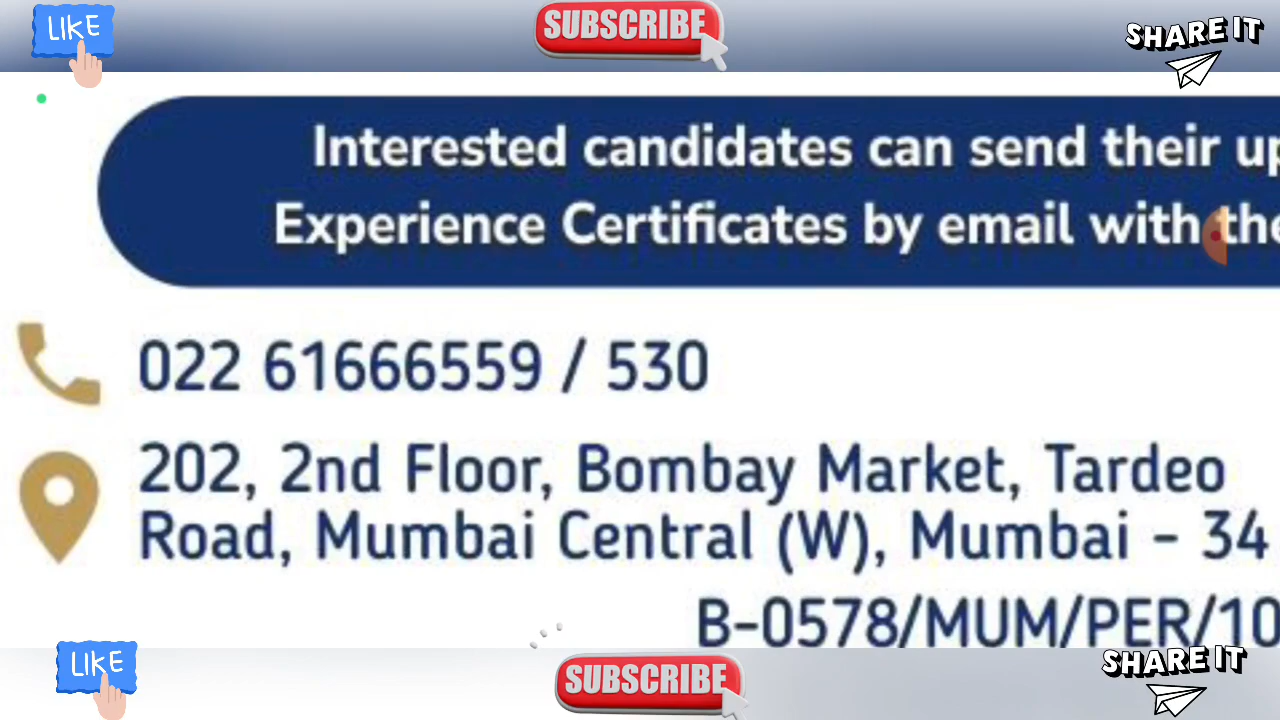 LIKE SUBSCRIBE SHARE IT
Interested candidates can send their up
Experience Certificates by email with the
022 61666559 / 530
202, 2nd Floor, Bombay Market, Tardeo
Road, Mumbai Central (W), Mumbai - 34
B-0578/MUM/PER/10
LIKE SUBSCRIBE SHARE IT